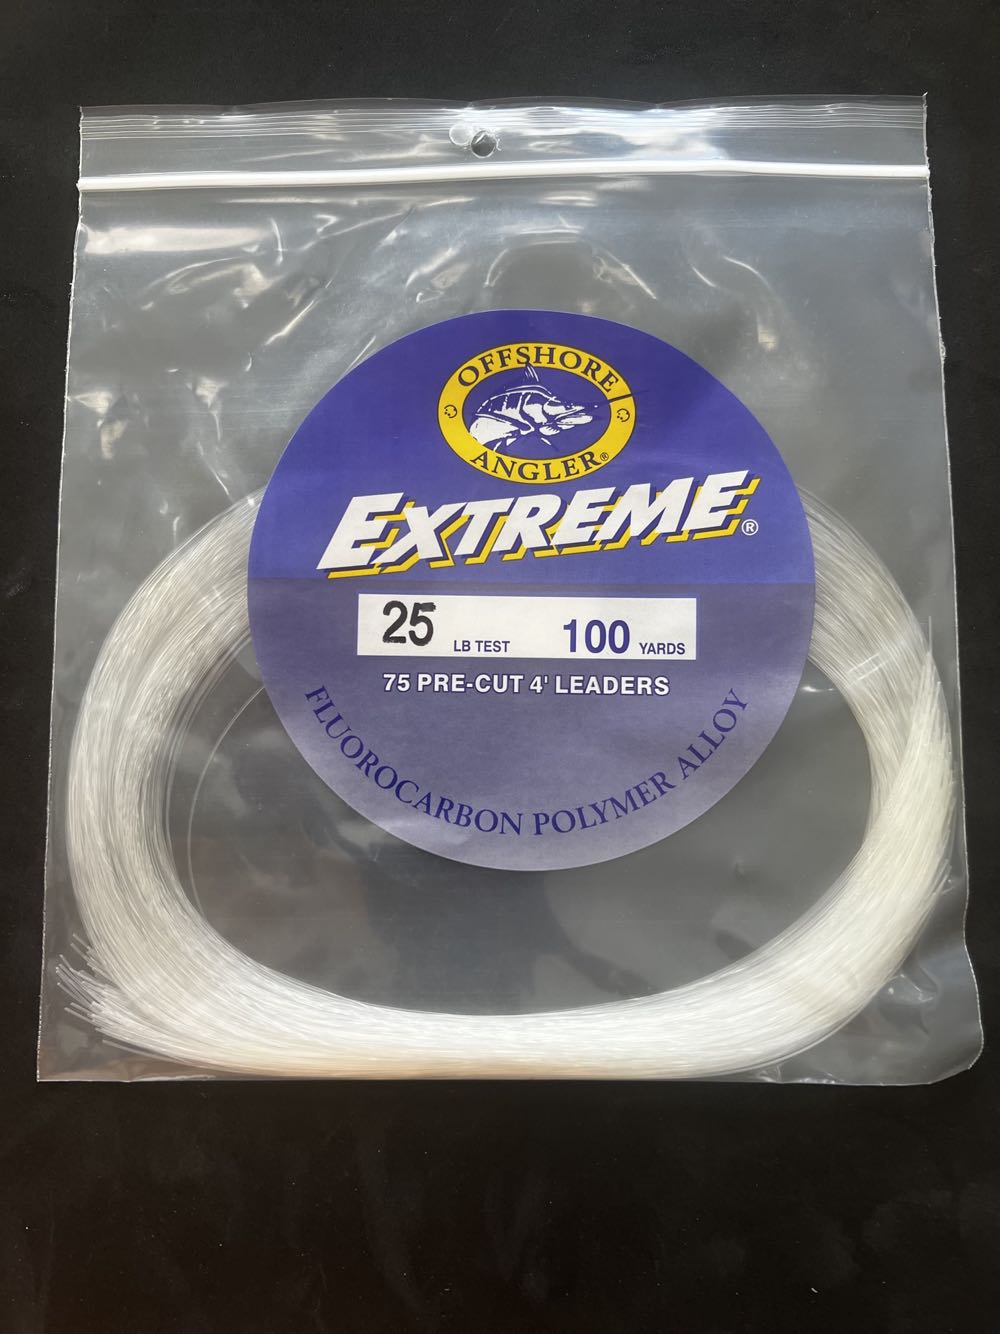 OFFSHORE
ANGLER®
EXTREME®
25 LB TEST 100 YARDS
75 PRE-CUT 4' LEADERS
FLUOROCARBON POLYMER ALLOY